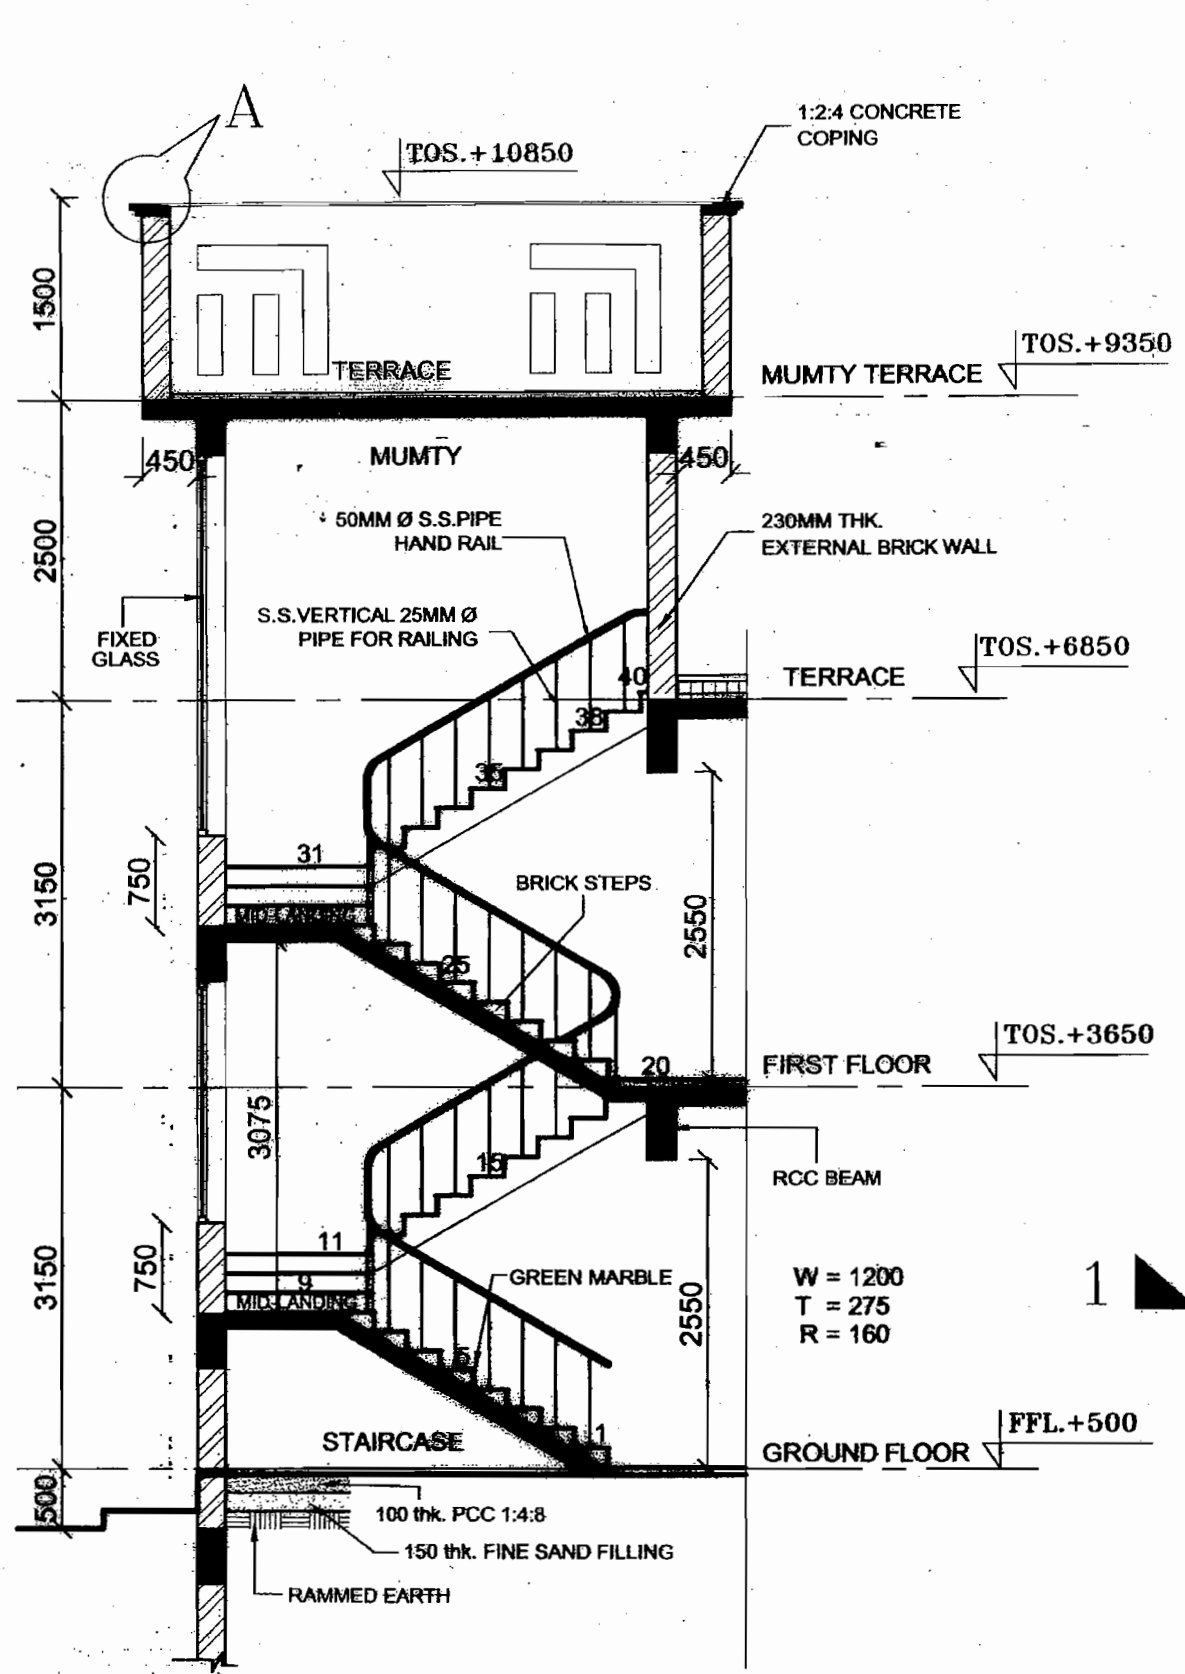 A
1:2:4 CONCRETE
COPING
TOS.+10850
1500
TERRACE
TOS.+9350
MUMTY TERRACE
450
MUMTY
450
50MM Ø S.S.PIPE
HAND RAIL
230MM THK.
EXTERNAL BRICK WALL
2500
S.S.VERTICAL 25MM Ø
PIPE FOR RAILING
FIXED
GLASS
TOS.+6850
TERRACE
40
38
35
31
750
3150
MID-LANDING
BRICK STEPS
25
2550
TOS.+3650
FIRST FLOOR
20
3075
15
RCC BEAM
11
9
750
3150
MID-LANDING
GREEN MARBLE
5
2550
W = 1200
T = 275
R = 160
1
1
STAIRCASE
FFL.+500
GROUND FLOOR
500
100 thk. PCC 1:4:8
150 thk. FINE SAND FILLING
RAMMED EARTH